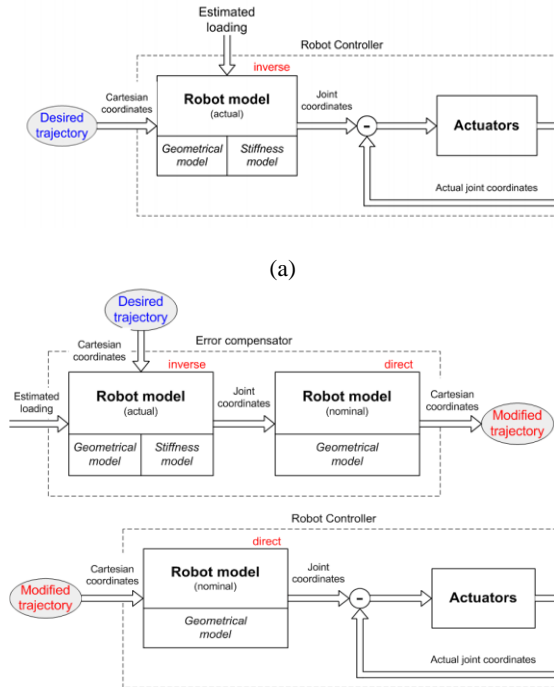 Estimated
loading
Robot Controller
Cartesian
coordinates
inverse
Joint
coordinates
Desired
trajectory
Robot model
(actual)
Geometrical
model
Stiffness
model
-
Actuators
Actual joint coordinates
(a)
Desired
trajectory
Cartesian
coordinates
Error compensator
inverse
direct
Estimated
loading
Robot model
(actual)
Geometrical
model
Stiffness
model
Joint
coordinates
Robot model
(nominal)
Geometrical
model
Cartesian
coordinates
Modified
trajectory
Robot Controller
direct
Cartesian
coordinates
Joint
coordinates
Modified
trajectory
Robot model
(nominal)
Geometrical
model
-
Actuators
Actual joint coordinates